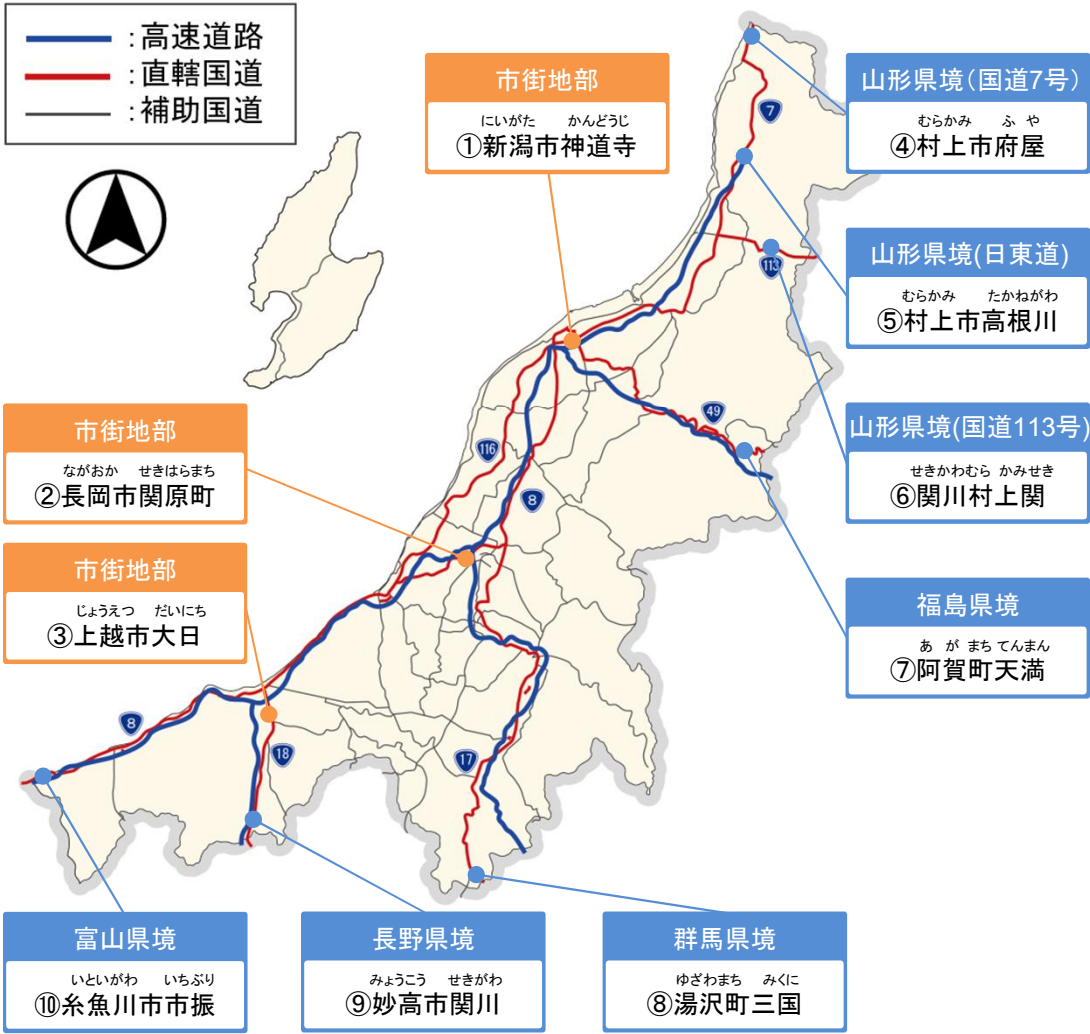 ：高速道路
：直轄国道
：補助国道
市街地部
にいがた かんどうじ
①新潟市神道寺
山形県境（国道7号）
むらかみ ふや
④村上市府屋
7
山形県境(日東道)
むらかみ たかねがわ
⑤村上市高根川
113
市街地部
ながおか せきはらまち
②長岡市関原町
116
8
49
山形県境(国道113号)
せきかわむら かみせき
⑥関川村上関
市街地部
じょうえつ だいにち
③上越市大日
福島県境
あがまち てんまん
⑦阿賀町天満
8
18
17
富山県境
いといがわ いちぶり
⑩糸魚川市市振
長野県境
みょうこう せきがわ
⑨妙高市関川
群馬県境
ゆざわまち みくに
⑧湯沢町三国